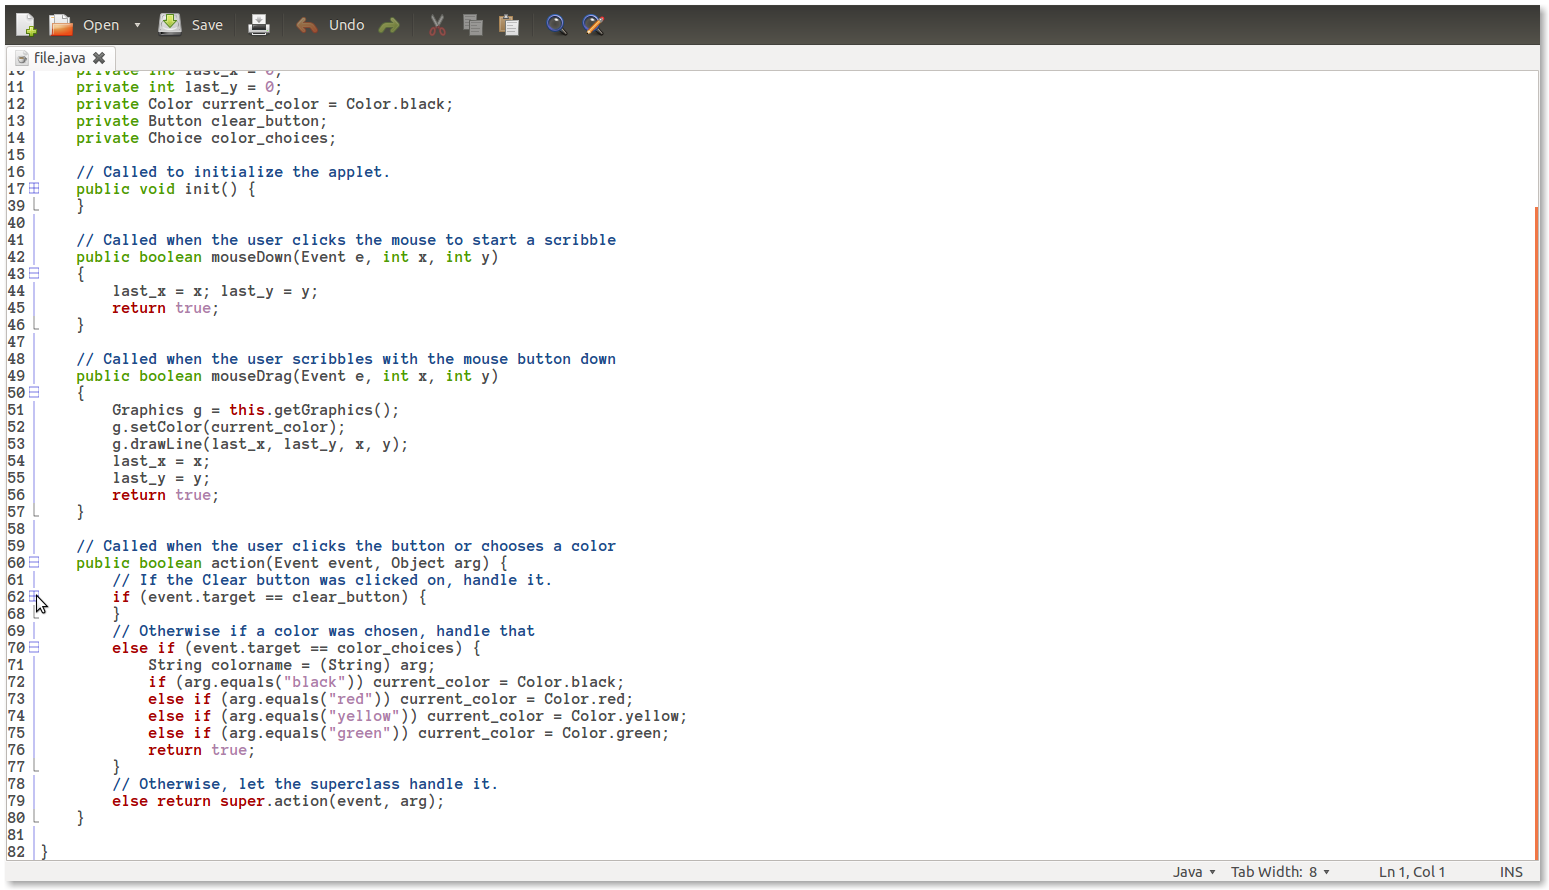 Open Save Undo
file.java
10     private int last_x = 0;
11     private int last_y = 0;
12     private Color current_color = Color.black;
13     private Button clear_button;
14     private Choice color_choices;
15
16     // Called to initialize the applet.
17     public void init() {
39     }
40
41     // Called when the user clicks the mouse to start a scribble
42     public boolean mouseDown(Event e, int x, int y)
43     {
44         last_x = x; last_y = y;
45         return true;
46     }
47
48     // Called when the user scribbles with the mouse button down
49     public boolean mouseDrag(Event e, int x, int y)
50     {
51         Graphics g = this.getGraphics();
52         g.setColor(current_color);
53         g.drawLine(last_x, last_y, x, y);
54         last_x = x;
55         last_y = y;
56         return true;
57     }
58
59     // Called when the user clicks the button or chooses a color
60     public boolean action(Event event, Object arg) {
61         // If the Clear button was clicked on, handle it.
62         if (event.target == clear_button) {
68         }
69         // Otherwise if a color was chosen, handle that
70         else if (event.target == color_choices) {
71             String colorname = (String) arg;
72             if (arg.equals("black")) current_color = Color.black;
73             else if (arg.equals("red")) current_color = Color.red;
74             else if (arg.equals("yellow")) current_color = Color.yellow;
75             else if (arg.equals("green")) current_color = Color.green;
76             return true;
77         }
78         // Otherwise, let the superclass handle it.
79         else return super.action(event, arg);
80     }
81
82 }
Java Tab Width: 8 Ln 1, Col 1 INS